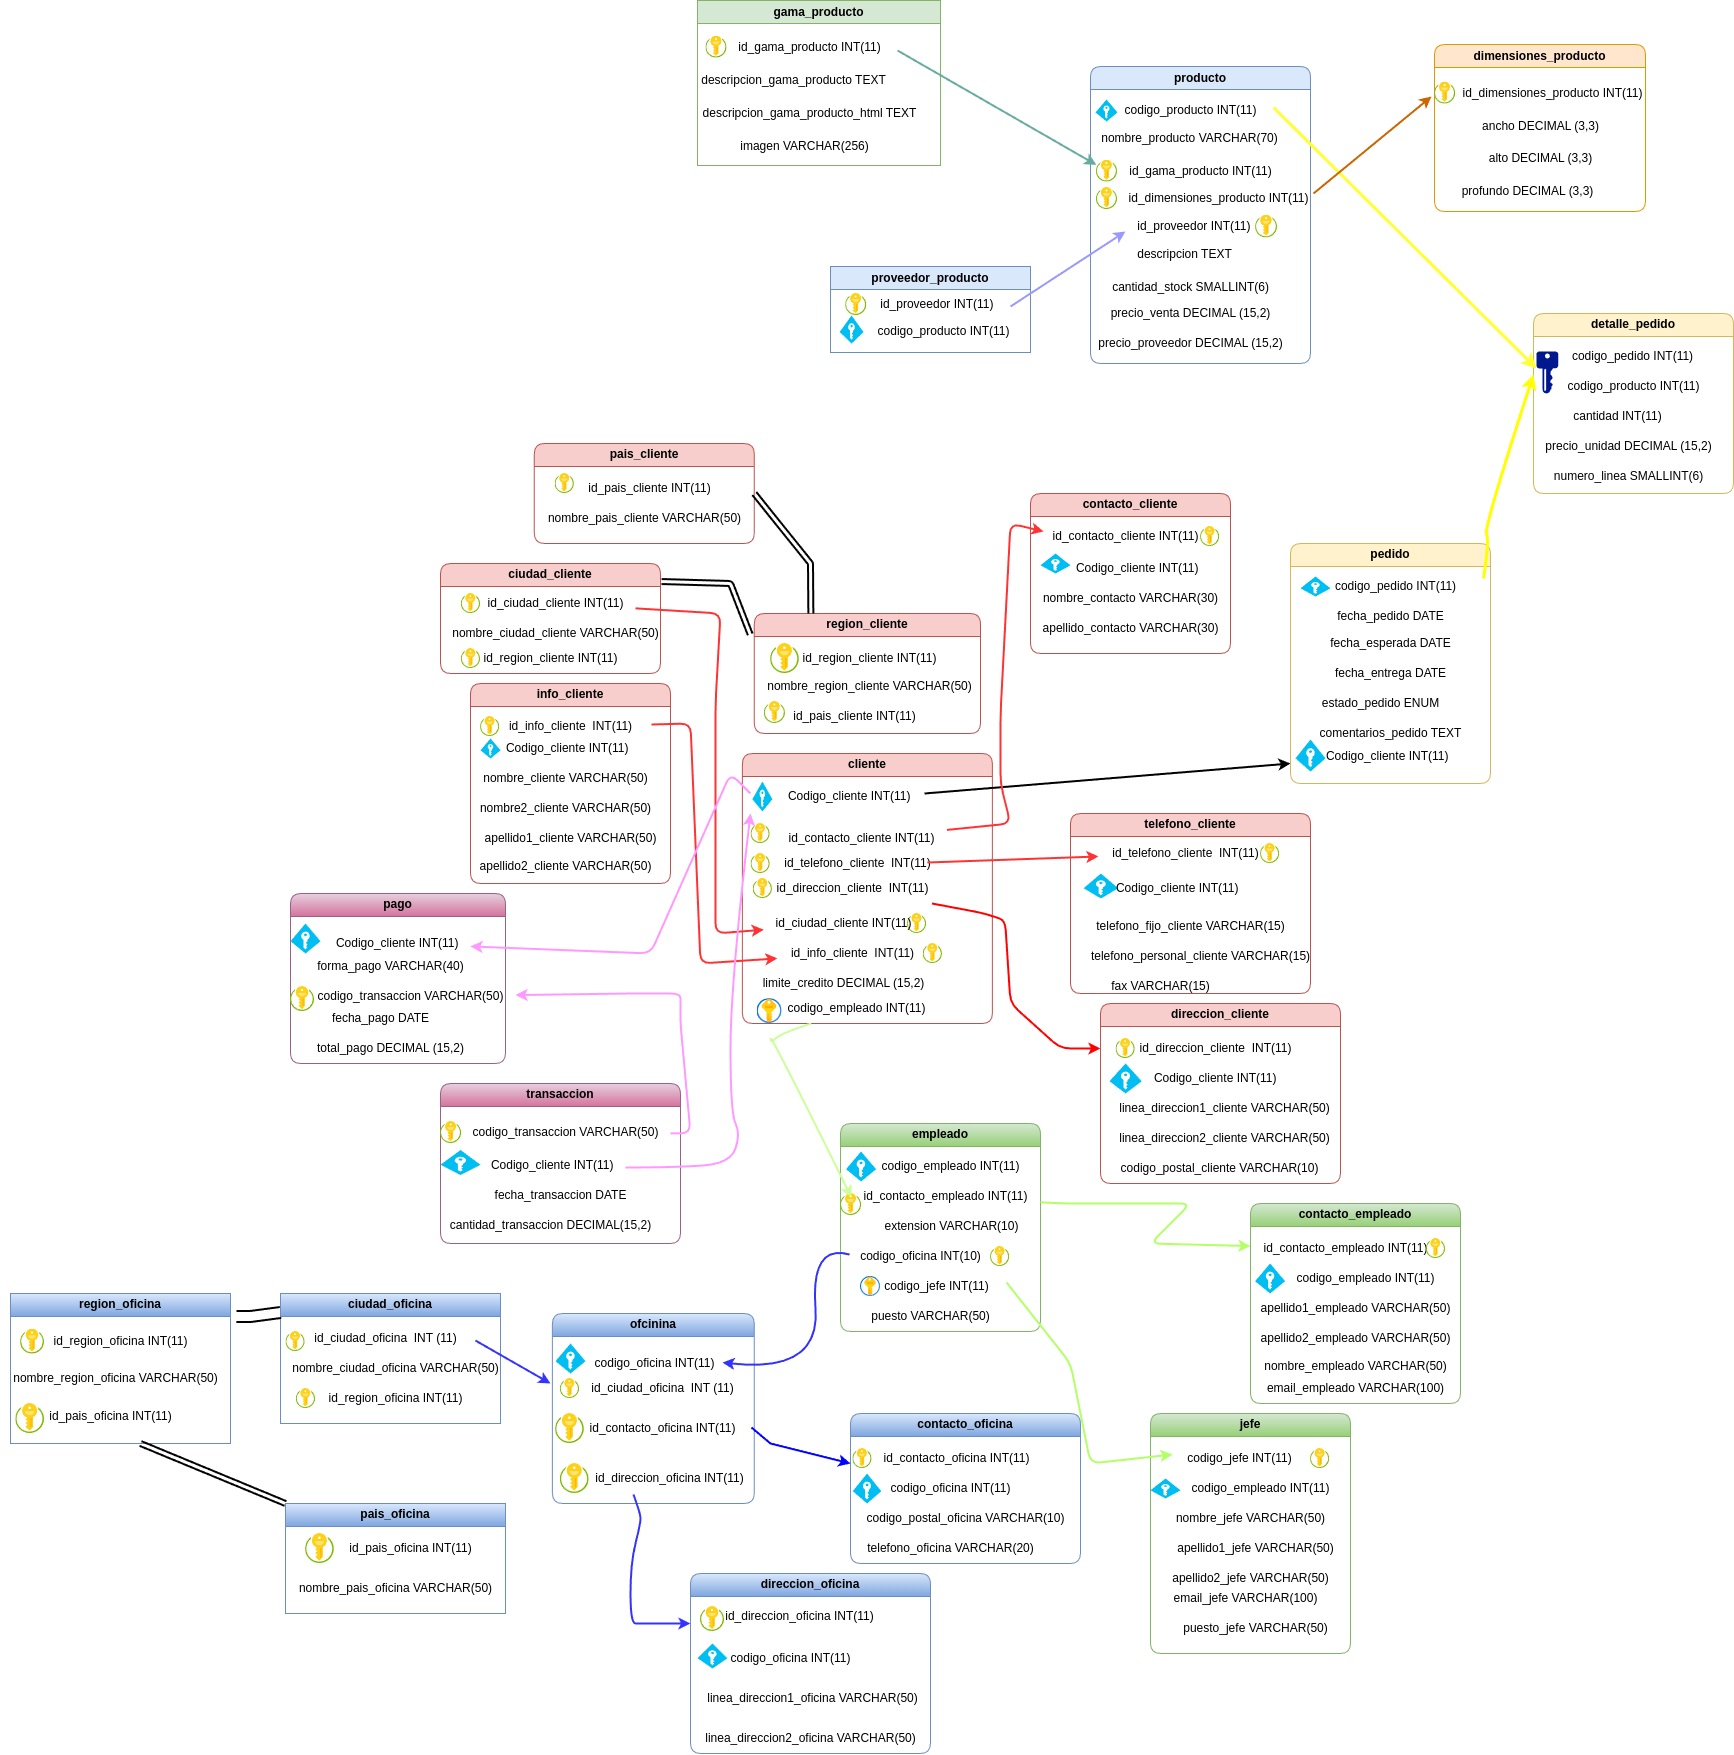 gama_producto
id_gama_producto INT(11)
descripcion_gama_producto TEXT
descripcion_gama_producto_html TEXT
imagen VARCHAR(256)
producto
codigo_producto INT(11)
nombre_producto VARCHAR(70)
id_gama_producto INT(11)
id_dimensiones_producto INT(11)
id_proveedor INT(11)
descripcion TEXT
cantidad_stock SMALLINT(6)
precio_venta DECIMAL (15,2)
precio_proveedor DECIMAL (15,2)
dimensiones_producto
id_dimensiones_producto INT(11)
ancho DECIMAL (3,3)
alto DECIMAL (3,3)
profundo DECIMAL (3,3)
proveedor_producto
id_proveedor INT(11)
codigo_producto INT(11)
detalle_pedido
codigo_pedido INT(11)
codigo_producto INT(11)
cantidad INT(11)
precio_unidad DECIMAL (15,2)
numero_linea SMALLINT(6)
pais_cliente
id_pais_cliente INT(11)
nombre_pais_cliente VARCHAR(50)
ciudad_cliente
id_ciudad_cliente INT(11)
nombre_ciudad_cliente VARCHAR(50)
id_region_cliente INT(11)
region_cliente
id_region_cliente INT(11)
nombre_region_cliente VARCHAR(50)
id_pais_cliente INT(11)
contacto_cliente
id_contacto_cliente INT(11)
Codigo_cliente INT(11)
nombre_contacto VARCHAR(30)
apellido_contacto VARCHAR(30)
pedido
codigo_pedido INT(11)
fecha_pedido DATE
fecha_esperada DATE
fecha_entrega DATE
estado_pedido ENUM
comentarios_pedido TEXT
Codigo_cliente INT(11)
info_cliente
id_info_cliente  INT(11)
Codigo_cliente INT(11)
nombre_cliente VARCHAR(50)
nombre2_cliente VARCHAR(50)
apellido1_cliente VARCHAR(50)
apellido2_cliente VARCHAR(50)
cliente
Codigo_cliente INT(11)
id_contacto_cliente INT(11)
id_telefono_cliente  INT(11)
id_direccion_cliente  INT(11)
id_ciudad_cliente INT(11)
id_info_cliente  INT(11)
limite_credito DECIMAL (15,2)
codigo_empleado INT(11)
telefono_cliente
id_telefono_cliente  INT(11)
Codigo_cliente INT(11)
telefono_fijo_cliente VARCHAR(15)
telefono_personal_cliente VARCHAR(15)
fax VARCHAR(15)
pago
Codigo_cliente INT(11)
forma_pago VARCHAR(40)
codigo_transaccion VARCHAR(50)
fecha_pago DATE
total_pago DECIMAL (15,2)
direccion_cliente
id_direccion_cliente  INT(11)
Codigo_cliente INT(11)
linea_direccion1_cliente VARCHAR(50)
linea_direccion2_cliente VARCHAR(50)
codigo_postal_cliente VARCHAR(10)
transaccion
codigo_transaccion VARCHAR(50)
Codigo_cliente INT(11)
fecha_transaccion DATE
cantidad_transaccion DECIMAL(15,2)
empleado
codigo_empleado INT(11)
id_contacto_empleado INT(11)
extension VARCHAR(10)
codigo_oficina INT(10)
codigo_jefe INT(11)
puesto VARCHAR(50)
contacto_empleado
id_contacto_empleado INT(11)
codigo_empleado INT(11)
apellido1_empleado VARCHAR(50)
apellido2_empleado VARCHAR(50)
nombre_empleado VARCHAR(50)
email_empleado VARCHAR(100)
region_oficina
id_region_oficina INT(11)
nombre_region_oficina VARCHAR(50)
id_pais_oficina INT(11)
ciudad_oficina
id_ciudad_oficina  INT (11)
nombre_ciudad_oficina VARCHAR(50)
id_region_oficina INT(11)
ofcinina
codigo_oficina INT(11)
id_ciudad_oficina  INT (11)
id_contacto_oficina INT(11)
id_direccion_oficina INT(11)
contacto_oficina
id_contacto_oficina INT(11)
codigo_oficina INT(11)
codigo_postal_oficina VARCHAR(10)
telefono_oficina VARCHAR(20)
jefe
codigo_jefe INT(11)
codigo_empleado INT(11)
nombre_jefe VARCHAR(50)
apellido1_jefe VARCHAR(50)
apellido2_jefe VARCHAR(50)
email_jefe VARCHAR(100)
puesto_jefe VARCHAR(50)
pais_oficina
id_pais_oficina INT(11)
nombre_pais_oficina VARCHAR(50)
direccion_oficina
id_direccion_oficina INT(11)
codigo_oficina INT(11)
linea_direccion1_oficina VARCHAR(50)
linea_direccion2_oficina VARCHAR(50)